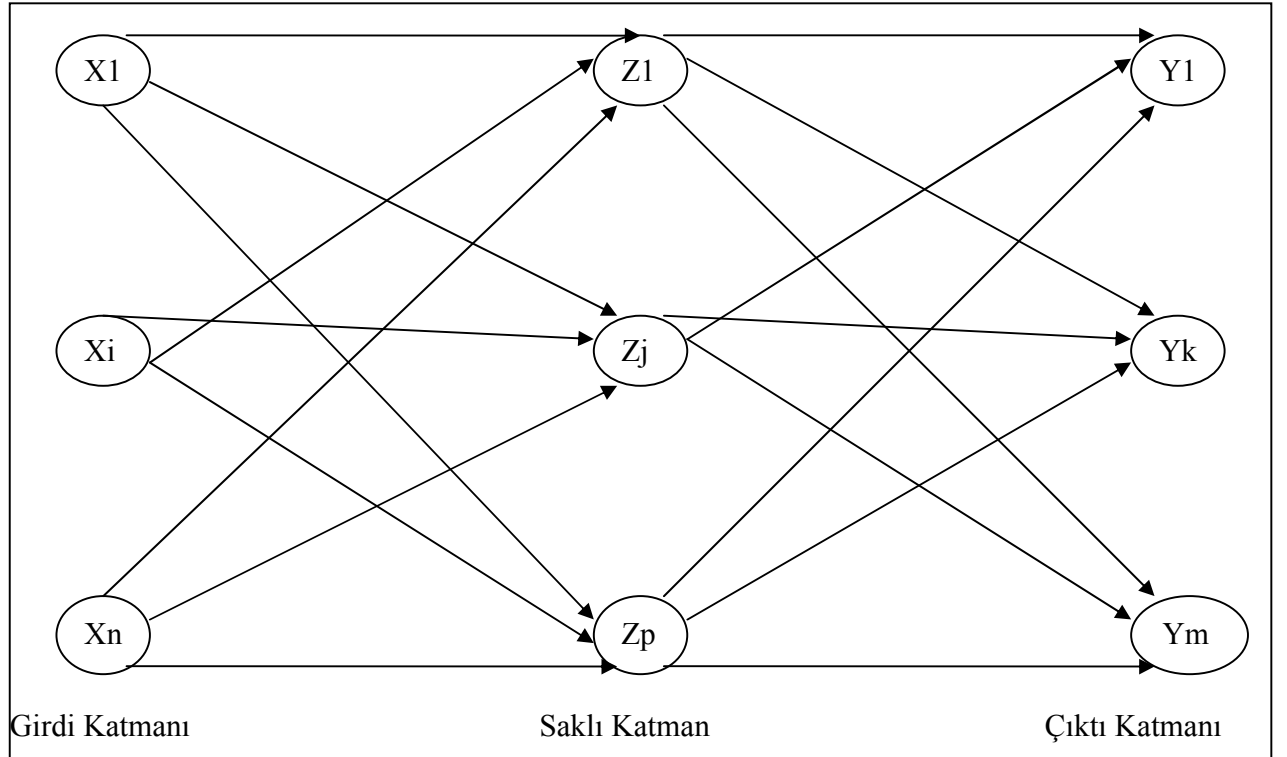 X1 Z1 Y1
Xi Zj Yk
Xn Zp Ym
Girdi Katmanı Saklı Katman Çıktı Katmanı